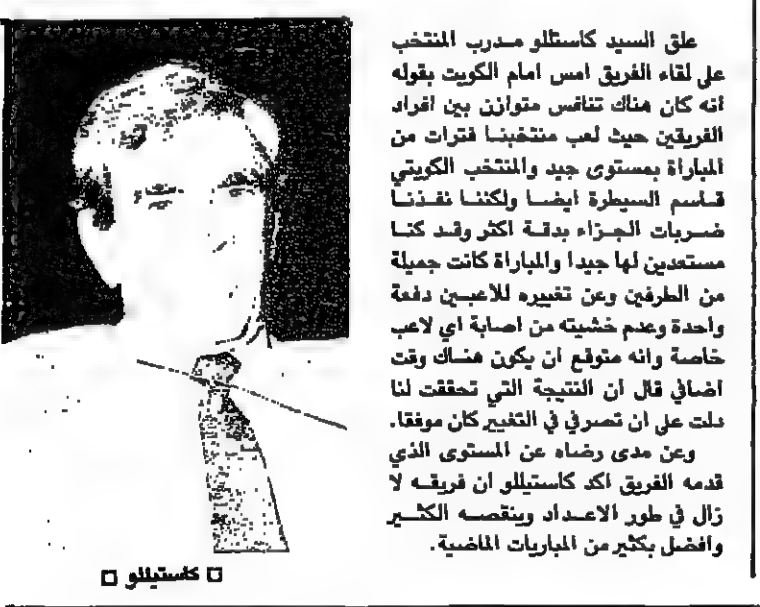 علق السيد كاستللو مدرب المنتخب
على لقاء الفريق امس امام الكويت بقوله
انه كان هناك تنافس متوازن بين افراد
الفريقين حيث لعب منتخبنا فترات من
المباراة بمستوى جيد والمنتخب الكويتي
قاسم السيطرة ايضا ولكننا نفذنا
ضربات الجزاء بدقة اكثر وقد كنا
مستعدين لها جيدا والمباراة كانت جميلة
من الطرفين وعن تغييره للاعبين دفعة
واحدة وعدم خشيته من اصابة اي لاعب
خاصة وانه متوقع ان يكون هناك وقت
اضافي قال ان النتيجة التي تحققت لنا
دلت على ان تصرفي في التغيير كان موفقا.
وعن مدى رضاه عن المستوى الذي
قدمه الفريق اكد كاستيللو ان فريقه لا
زال في طور الاعداد وينقصه الكثير
وافضل بكثير من المباريات الماضية.
□ كاستيللو □